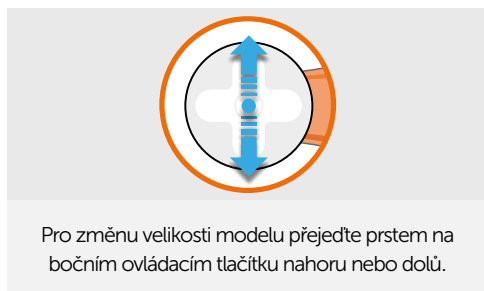 Pro změnu velikosti modelu přejeďte prstem na
bočním ovládacím tlačítku nahoru nebo dolů.